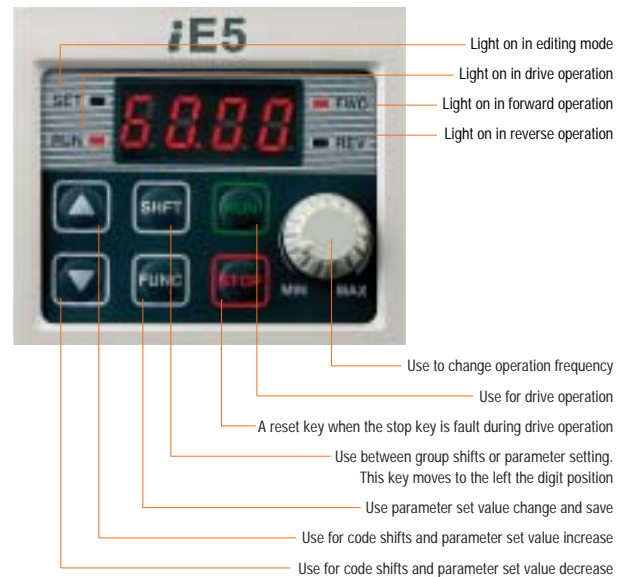 iE5
Light on in editing mode
Light on in drive operation
SET
60.00
FWD
Light on in forward operation
RUN
REV
Light on in reverse operation
SHFT
RUN
FUNC
STOP
MIN
MAX
Use to change operation frequency
Use for drive operation
A reset key when the stop key is fault during drive operation
Use between group shifts or parameter setting.
This key moves to the left the digit position
Use parameter set value change and save
Use for code shifts and parameter set value increase
Use for code shifts and parameter set value decrease